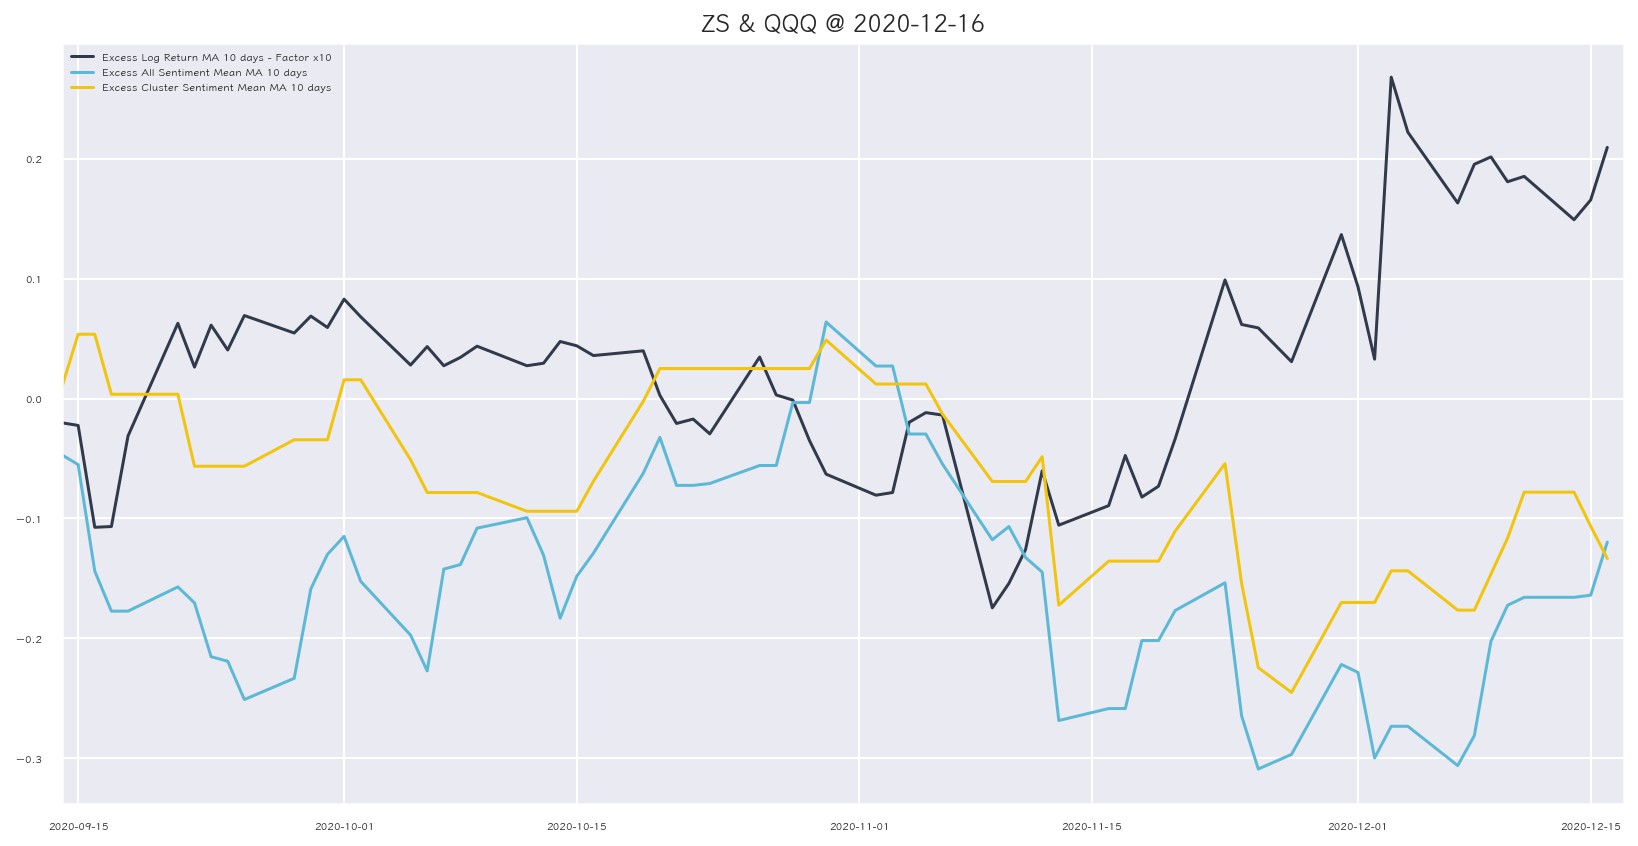 ZS & QQQ @ 2020-12-16
Excess Log Return MA 10 days - Factor x10
Excess All Sentiment Mean MA 10 days
Excess Cluster Sentiment Mean MA 10 days
0.2
0.1
0.0
−0.1
−0.2
−0.3
2020-09-15 2020-10-01 2020-10-15 2020-11-01 2020-11-15 2020-12-01 2020-12-15